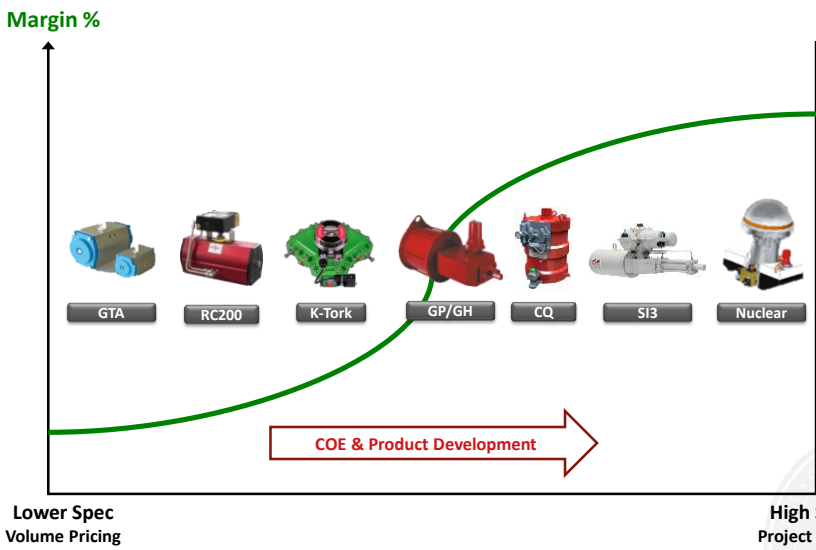 Margin %
GTA
RC200
K-Tork
GP/GH
CQ
SI3
Nuclear
COE & Product Development
Lower Spec
High
Volume Pricing
Project